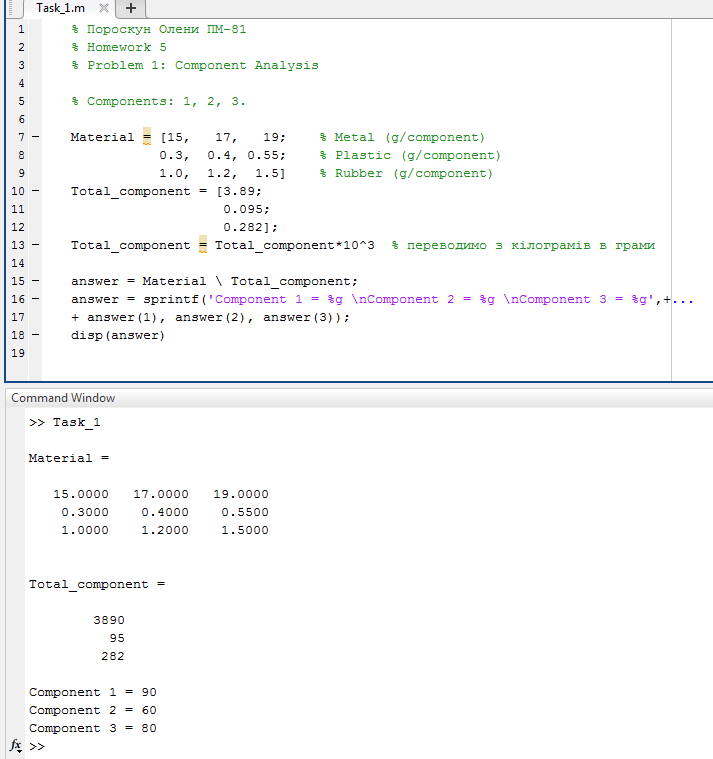 Task_1.m
1 % Пороскун Олени ПМ-81
2 % Homework 5
3 % Problem 1: Component Analysis
4
5 % Components: 1, 2, 3.
6
7 – Material = [15, 17, 19; % Metal (g/component)
8 0.3, 0.4, 0.55; % Plastic (g/component)
9 1.0, 1.2, 1.5] % Rubber (g/component)
10 – Total_component = [3.89;
11 0.095;
12 0.282];
13 – Total_component = Total_component*10^3 % переводимо з кілограмів в грами
14
15 – answer = Material \ Total_component;
16 – answer = sprintf('Component 1 = %g \nComponent 2 = %g \nComponent 3 = %g',+...
17 + answer(1), answer(2), answer(3));
18 – disp(answer)
19
Command Window
>> Task_1
Material =
15.0000 17.0000 19.0000
0.3000 0.4000 0.5500
1.0000 1.2000 1.5000
Total_component =
3890
95
282
Component 1 = 90
Component 2 = 60
Component 3 = 80
fx >>